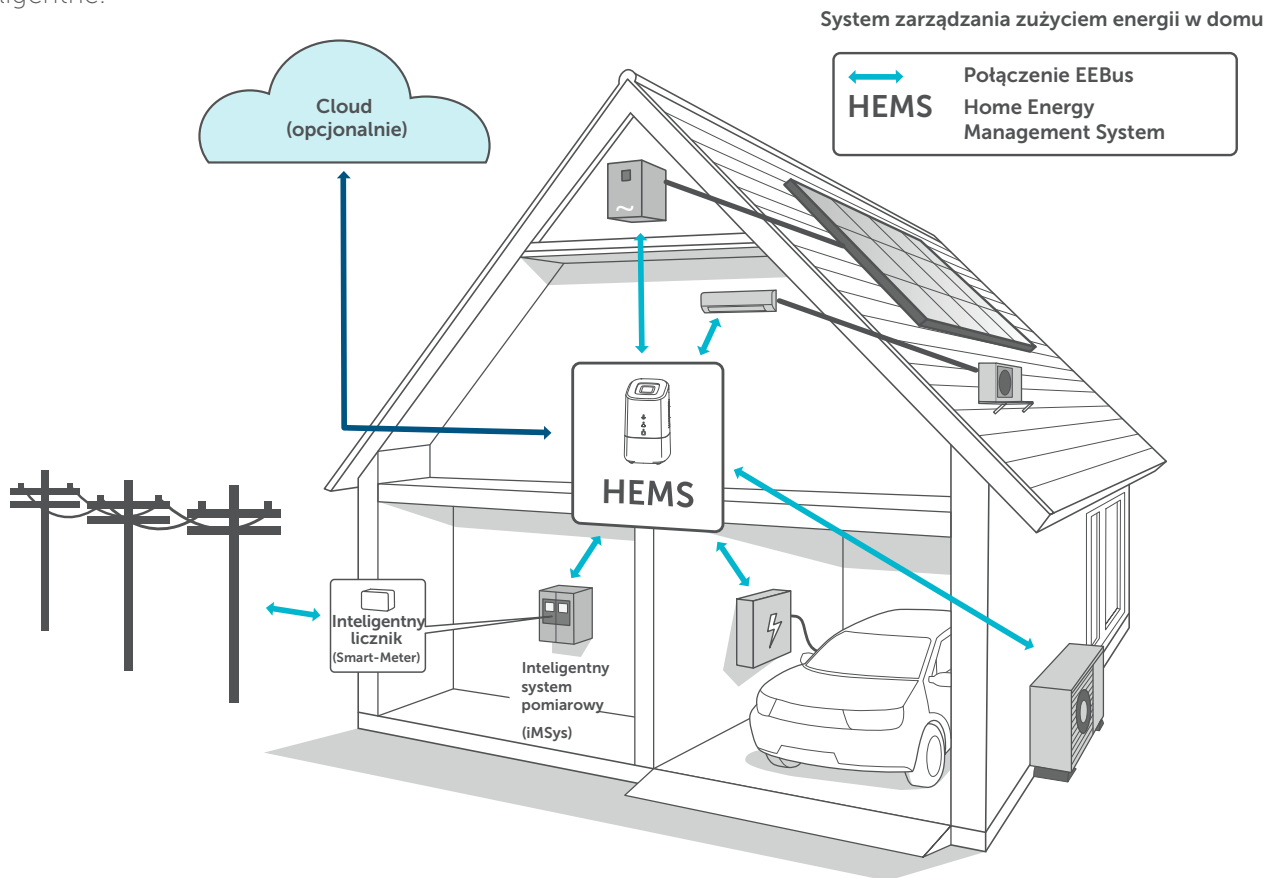 System zarządzania zużyciem energii w domu
Połączenie EEBus
HEMS
Home Energy
Management System
Cloud
(opcjonalnie)
HEMS
Inteligentny
licznik
(Smart-Meter)
Inteligentny
system
pomiarowy
(iMSys)